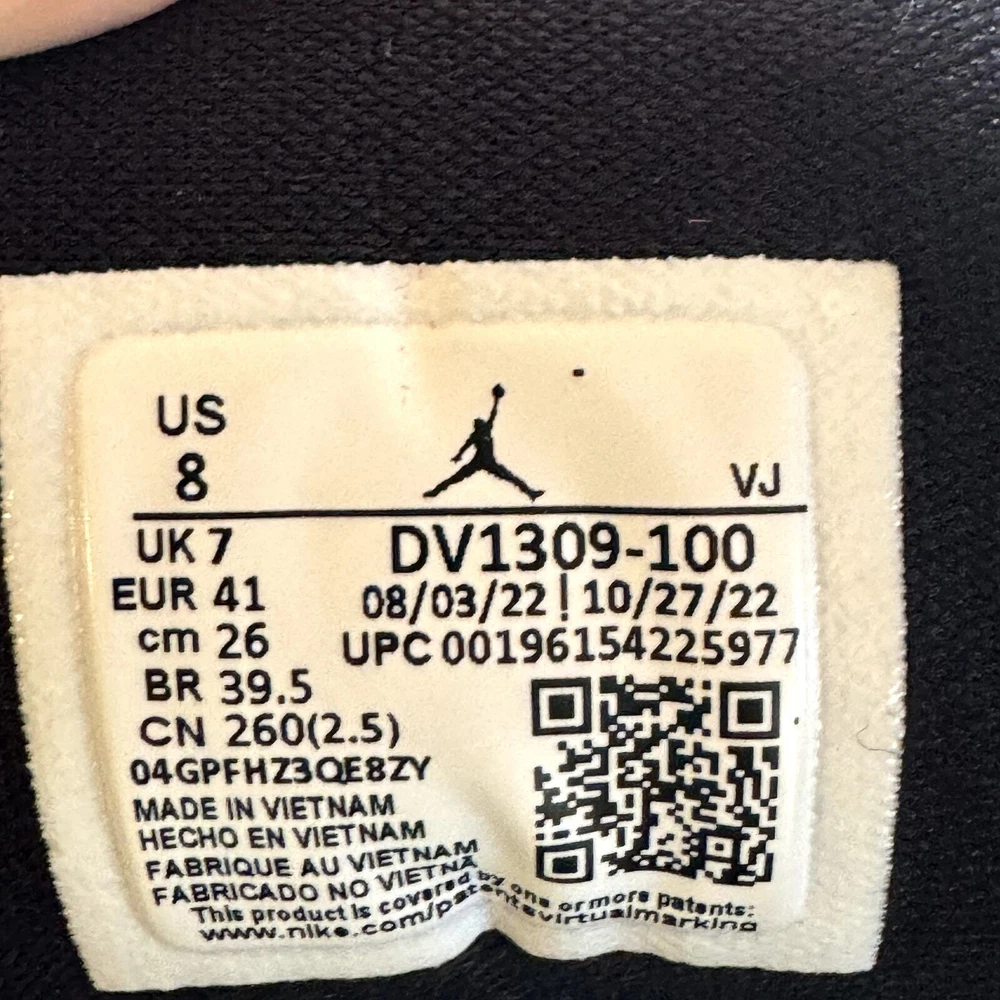 US
8
VJ
UK 7
DV1309-100
EUR 41
08/03/22 | 10/27/22
cm 26
UPC 00196154225977
BR 39.5
CN 260(2.5)
04GPFHZ3QE8ZY
MADE IN VIETNAM
HECHO EN VIETNAM
FABRIQUE AU VIETNAM
FABRICADO NO VIETNA
This product is covered by one or more patents:
www.nike.com/patentsvirtualmarking